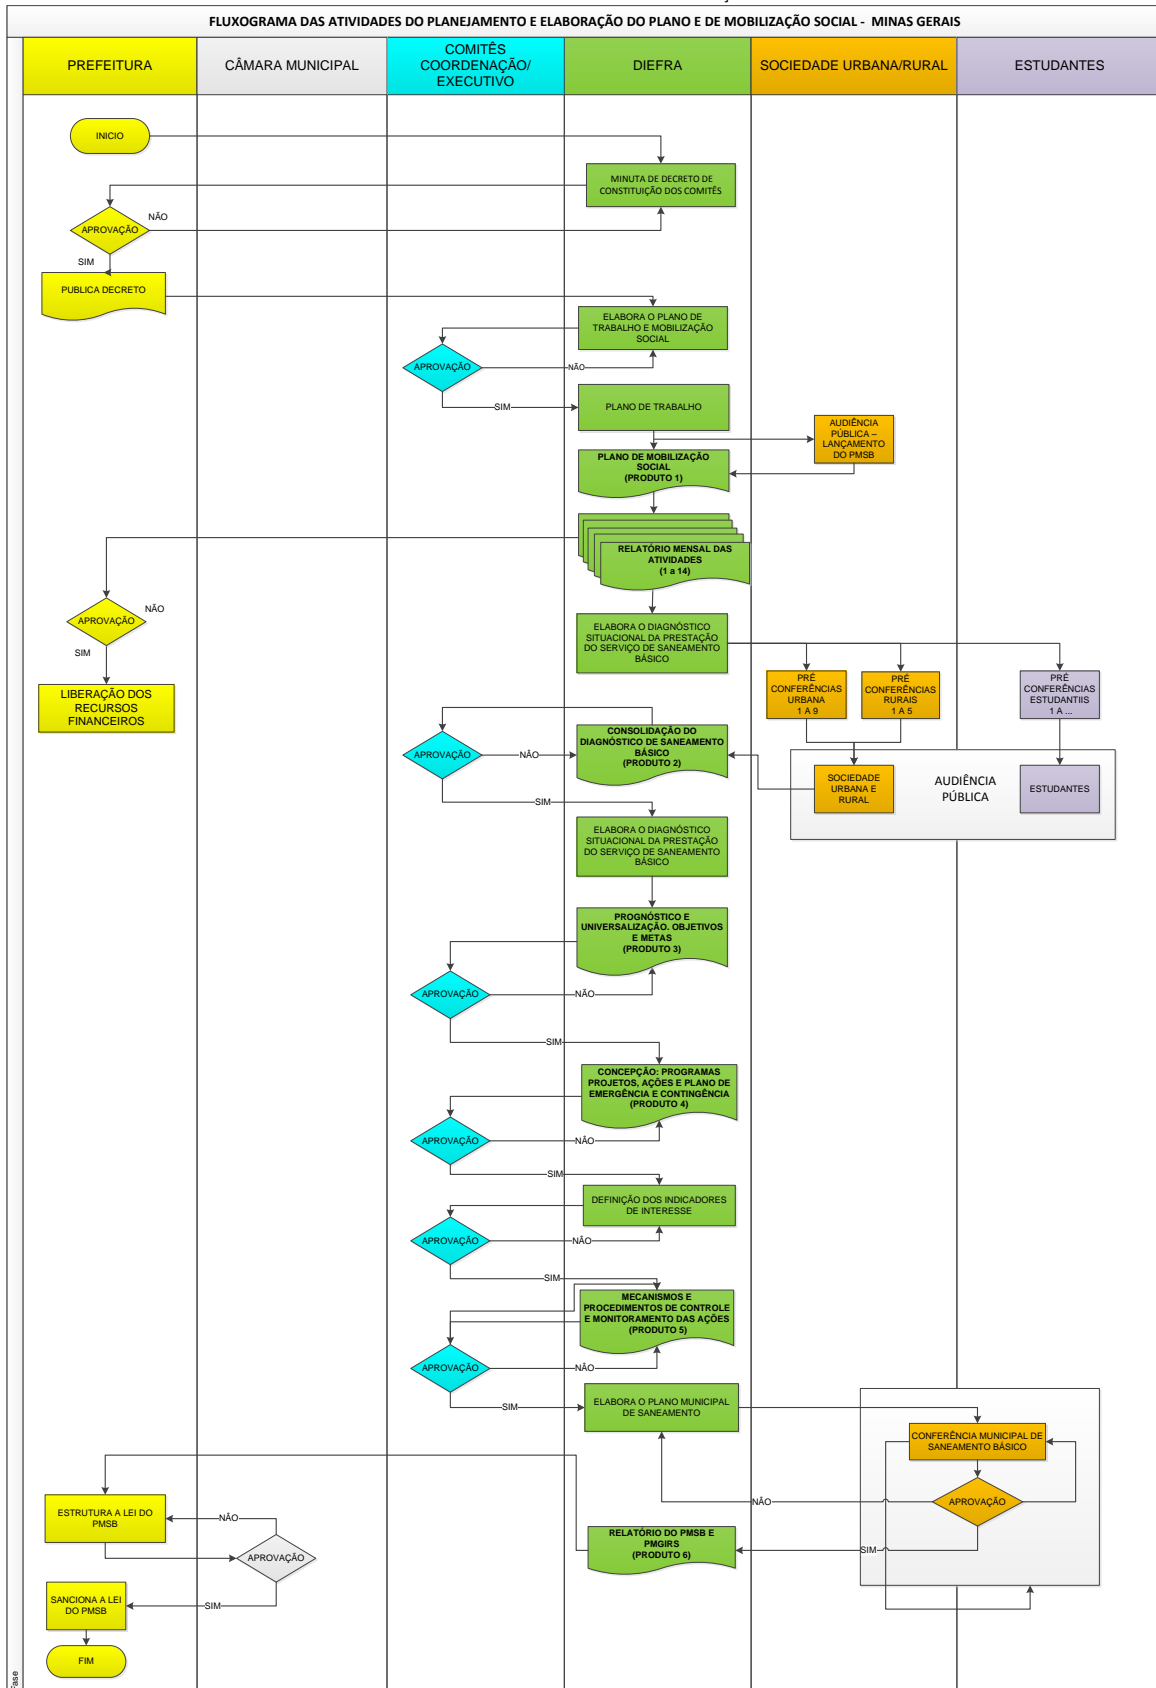 FLUXOGRAMA DAS ATIVIDADES DO PLANEJAMENTO E ELABORAÇÃO DO PLANO E DE MOBILIZAÇÃO SOCIAL - MINAS GERAIS
PREFEITURA
CÂMARA MUNICIPAL
COMITÊS
COORDENAÇÃO/
EXECUTIVO
DIEFRA
SOCIEDADE URBANA/RURAL
ESTUDANTES
INICIO
MINUTA DE DECRETO DE
CONSTITUIÇÃO DOS COMITÊS
APROVAÇÃO
NÃO
SIM
PUBLICA DECRETO
ELABORA O PLANO DE
TRABALHO E MOBILIZAÇÃO
SOCIAL
APROVAÇÃO
NÃO
SIM
PLANO DE TRABALHO
AUDIÊNCIA
PÚBLICA –
LANÇAMENTO
DO PMSB
PLANO DE MOBILIZAÇÃO
SOCIAL
(PRODUTO 1)
RELATÓRIO MENSAL DAS
ATIVIDADES
(1 a 14)
APROVAÇÃO
NÃO
SIM
ELABORA O DIAGNÓSTICO
SITUACIONAL DA PRESTAÇÃO
DO SERVIÇO DE SANEAMENTO
BÁSICO
LIBERAÇÃO DOS
RECURSOS
FINANCEIROS
PRÉ
CONFERÊNCIAS
URBANA
1 A 9
PRÉ
CONFERÊNCIAS
RURAIS
1 A 5
PRÉ
CONFERÊNCIAS
ESTUDANTIIS
1 A ...
APROVAÇÃO
NÂO
CONSOLIDAÇÃO DO
DIAGNÓSTICO DE SANEAMENTO
BÁSICO
(PRODUTO 2)
SOCIEDADE
URBANA E
RURAL
AUDIÊNCIA
PÚBLICA
ESTUDANTES
SIM
ELABORA O DIAGNÓSTICO
SITUACIONAL DA PRESTAÇÃO
DO SERVIÇO DE SANEAMENTO
BÁSICO
PROGNÓSTICO E
UNIVERSALIZAÇÃO. OBJETIVOS
E METAS
(PRODUTO 3)
APROVAÇÃO
NÂO
SIM
CONCEPÇÃO: PROGRAMAS
PROJETOS, AÇÕES E PLANO DE
EMERGÊNCIA E CONTINGÊNCIA
(PRODUTO 4)
APROVAÇÃO
NÂO
SIM
DEFINIÇÃO DOS INDICADORES
DE INTERESSE
APROVAÇÃO
NÂO
SIM
MECANISMOS E
PROCEDIMENTOS DE CONTROLE
E MONITORAMENTO DAS AÇÕES
(PRODUTO 5)
APROVAÇÃO
NÂO
SIM
ELABORA O PLANO MUNICIPAL
DE SANEAMENTO
CONFERÊNCIA MUNICIPAL DE
SANEAMENTO BÁSICO
APROVAÇÃO
NÃO
SIM
ESTRUTURA A LEI DO
PMSB
NÃO
APROVAÇÃO
RELATÓRIO DO PMSB E
PMGIRS
(PRODUTO 6)
SANCIONA A LEI
DO PMSB
SIM
FIM
Fase